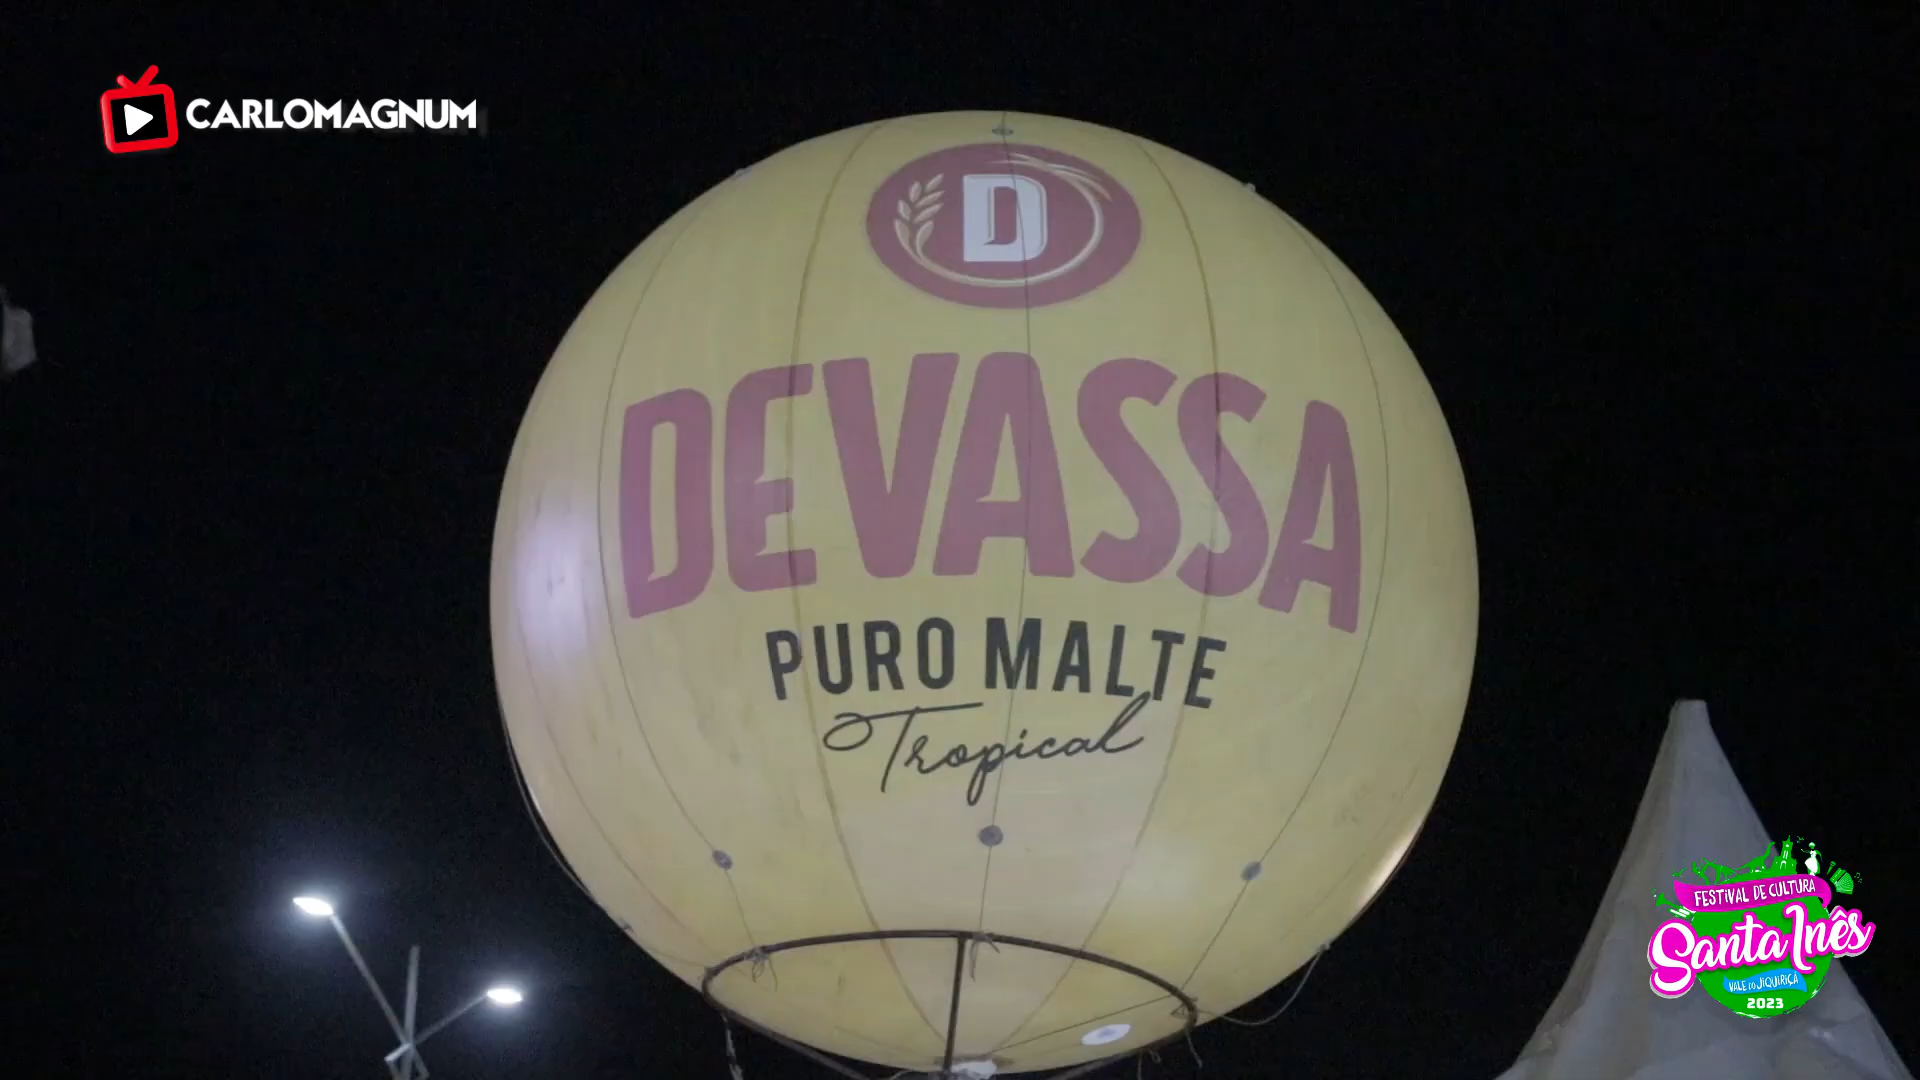 CARLOMAGNUM
D
DEVASSA
PURO MALTE
Tropical
FESTIVAL DE CULTURA
Santa Inês
VALE DO JIQUIRIÇÁ
2023